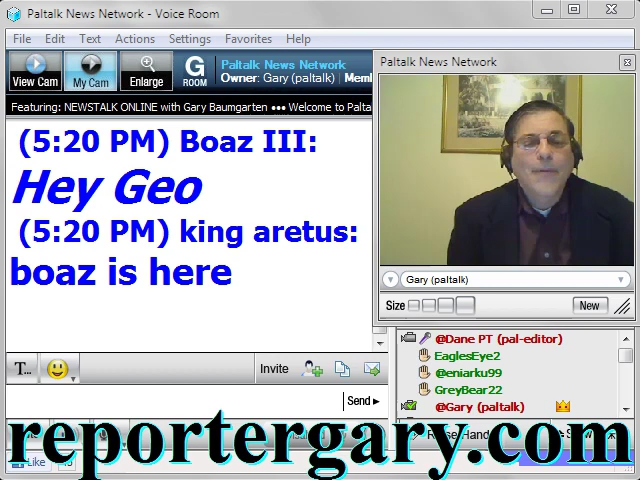 Paltalk News Network - Voice Room
File Edit Text Actions Settings Favorites Help
View Cam
My Cam
Enlarge
G
ROOM
Paltalk News Network
Owner: Gary (paltalk) | Memb
Featuring: NEWSTALK ONLINE with Gary Baumgarten ••• Welcome to Palta
(5:20 PM) Boaz III:
Hey Geo
(5:20 PM) king aretus:
boaz is here
Paltalk News Network
Gary (paltalk)
Size
New
@Dane PT (pal-editor)
EaglesEye2
@eniarku99
GreyBear22
@Gary (paltalk)
T...
Invite
Send
reportergary.com
Like